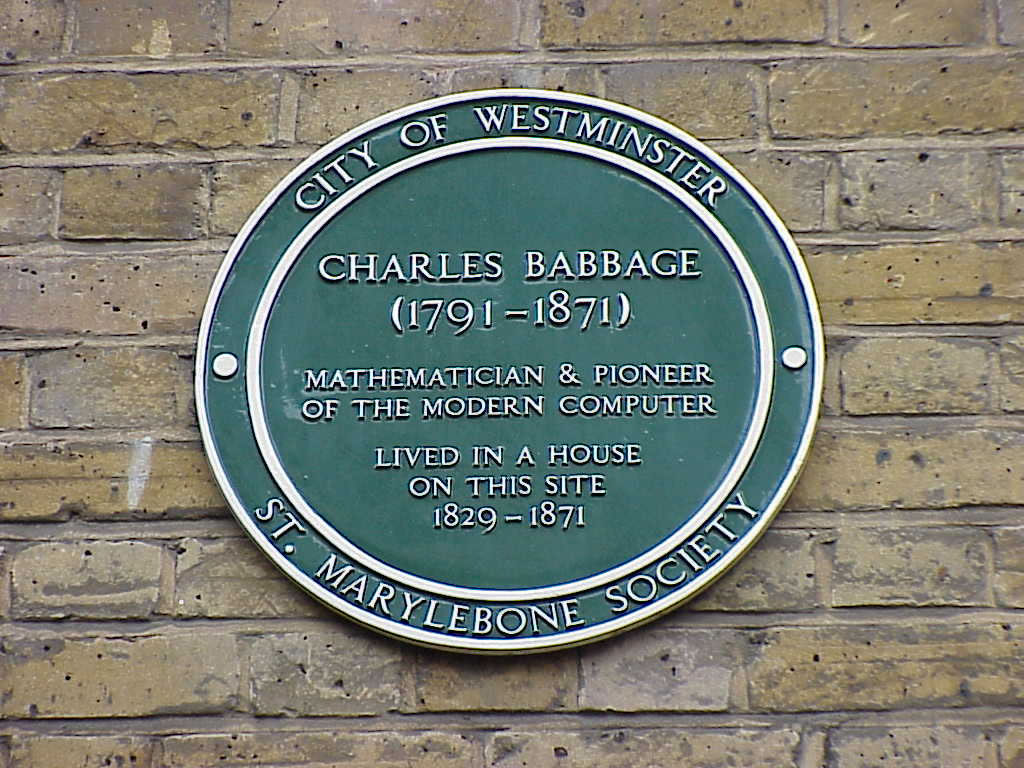 CITY OF WESTMINSTER
CHARLES BABBAGE
(1791–1871)
MATHEMATICIAN & PIONEER
OF THE MODERN COMPUTER
LIVED IN A HOUSE
ON THIS SITE
1829–1871
ST. MARYLEBONE SOCIETY